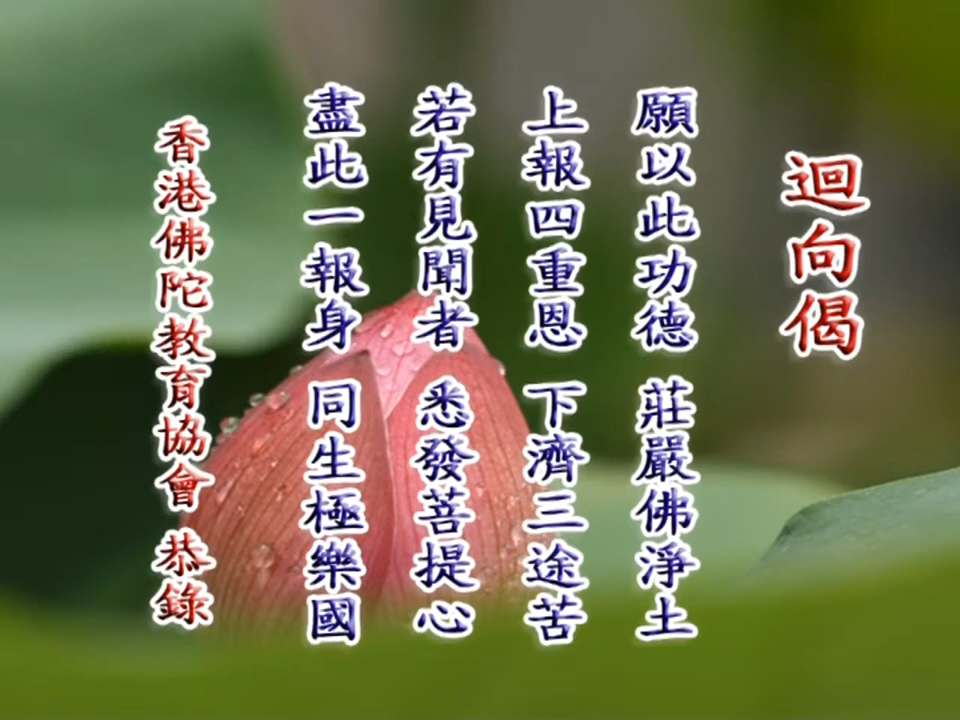 迴向偈
願以此功德 莊嚴佛淨土
上報四重恩 下濟三途苦
若有見聞者 悉發菩提心
盡此一報身 同生極樂國
香港佛陀教育協會 恭錄